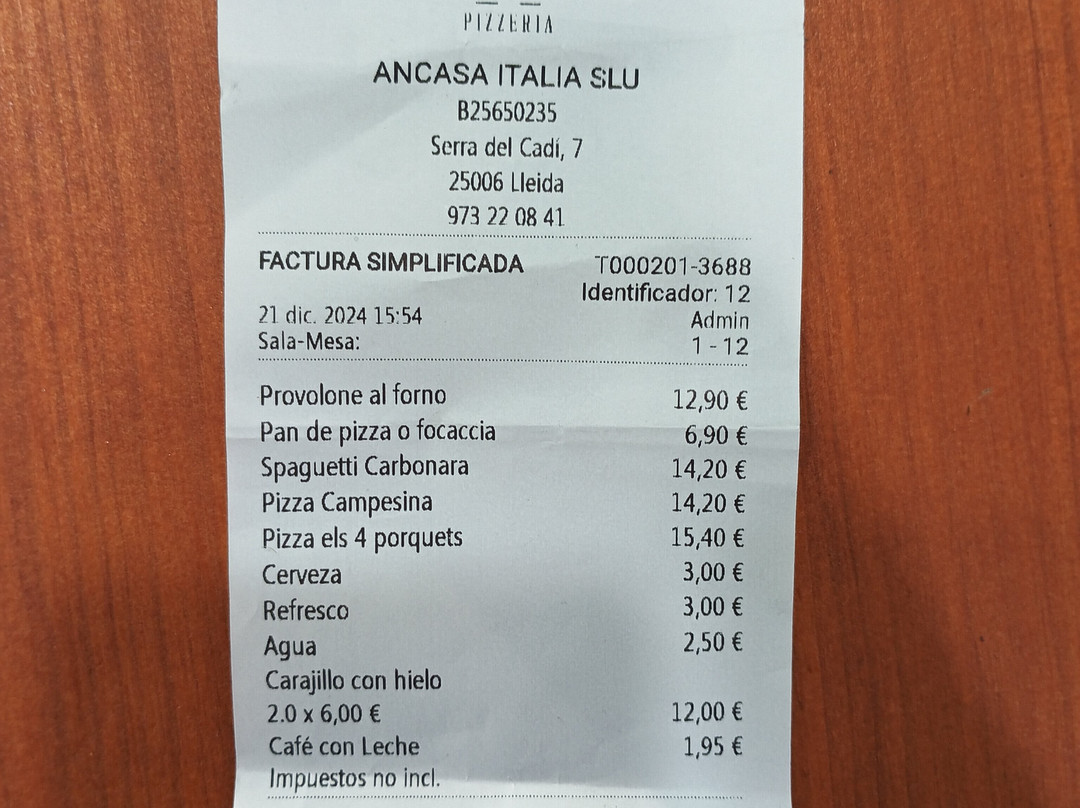 PIZZERIA
ANCASA ITALIA SLU
B25650235
Serra del Cadí, 7
25006 Lleida
973 22 08 41
FACTURA SIMPLIFICADA T000201-3688
Identificador: 12
21 dic. 2024 15:54 Admin
Sala-Mesa: 1 - 12
Provolone al forno 12,90 €
Pan de pizza o focaccia 6,90 €
Spaguetti Carbonara 14,20 €
Pizza Campesina 14,20 €
Pizza els 4 porquets 15,40 €
Cerveza 3,00 €
Refresco 3,00 €
Agua 2,50 €
Carajillo con hielo
2.0 x 6,00 € 12,00 €
Café con Leche 1,95 €
Impuestos no incl.